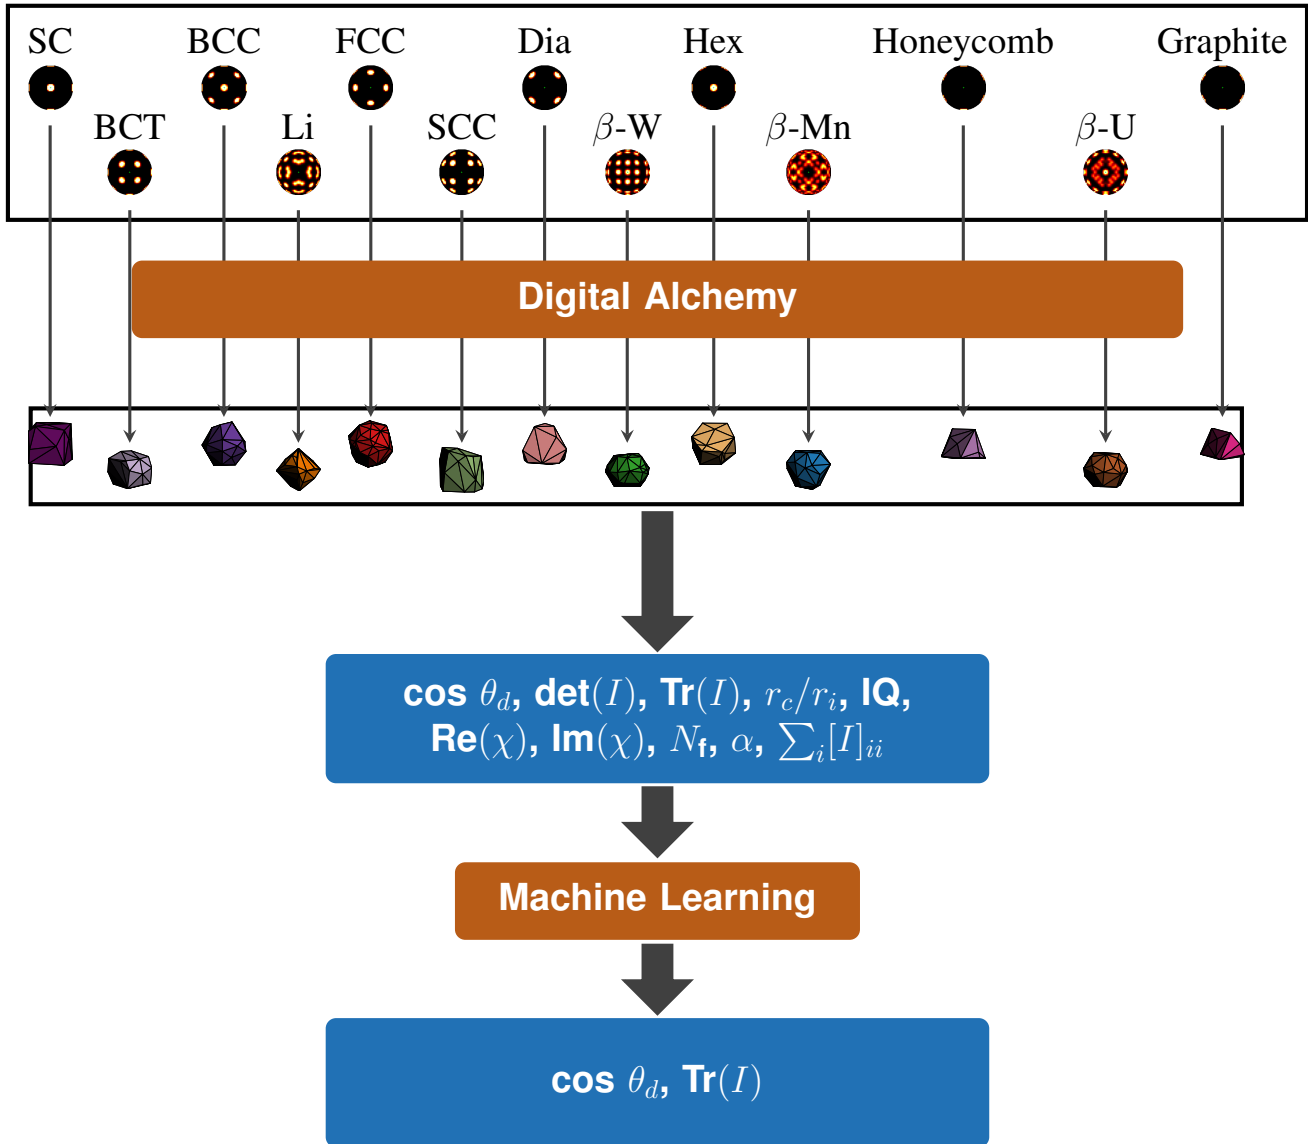 SC BCC FCC Dia Hex Honeycomb Graphite
BCT Li SCC β-W β-Mn β-U
Digital Alchemy
cos θ_d, det(I), Tr(I), r_c/r_i, IQ,
Re(χ), Im(χ), N_f, α, ∑_i[I]_ii
Machine Learning
cos θ_d, Tr(I)